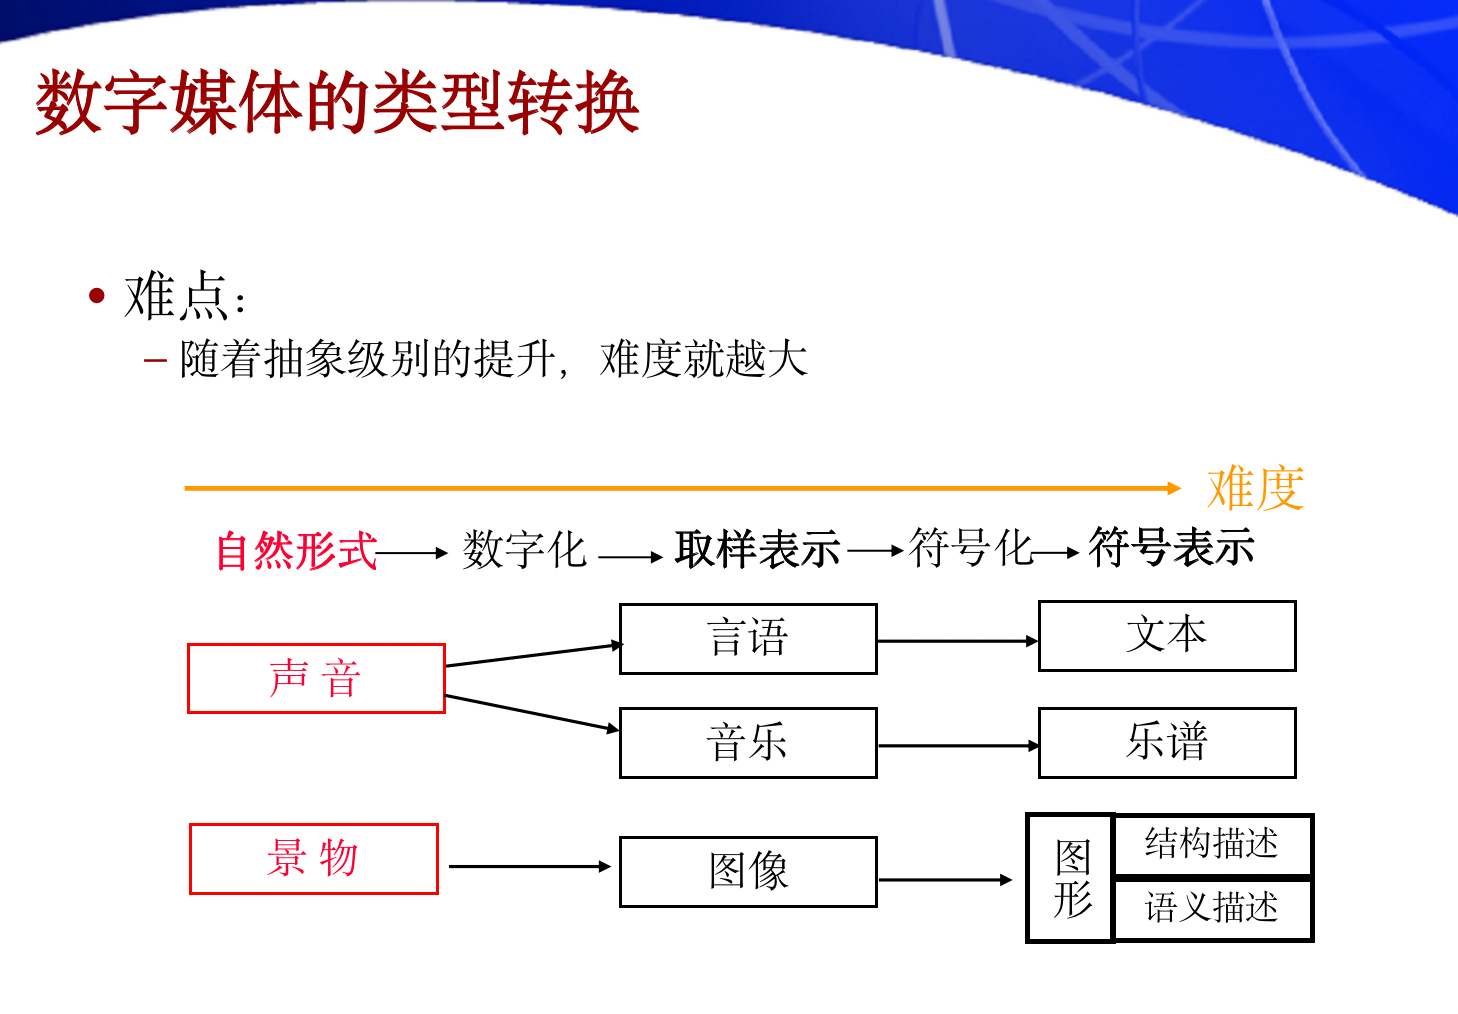 数字媒体的类型转换
• 难点：
– 随着抽象级别的提升，难度就越大
难度
自然形式 数字化 取样表示 符号化 符号表示
言语 文本
声 音
音乐 乐谱
景 物 图像
图形
结构描述
语义描述